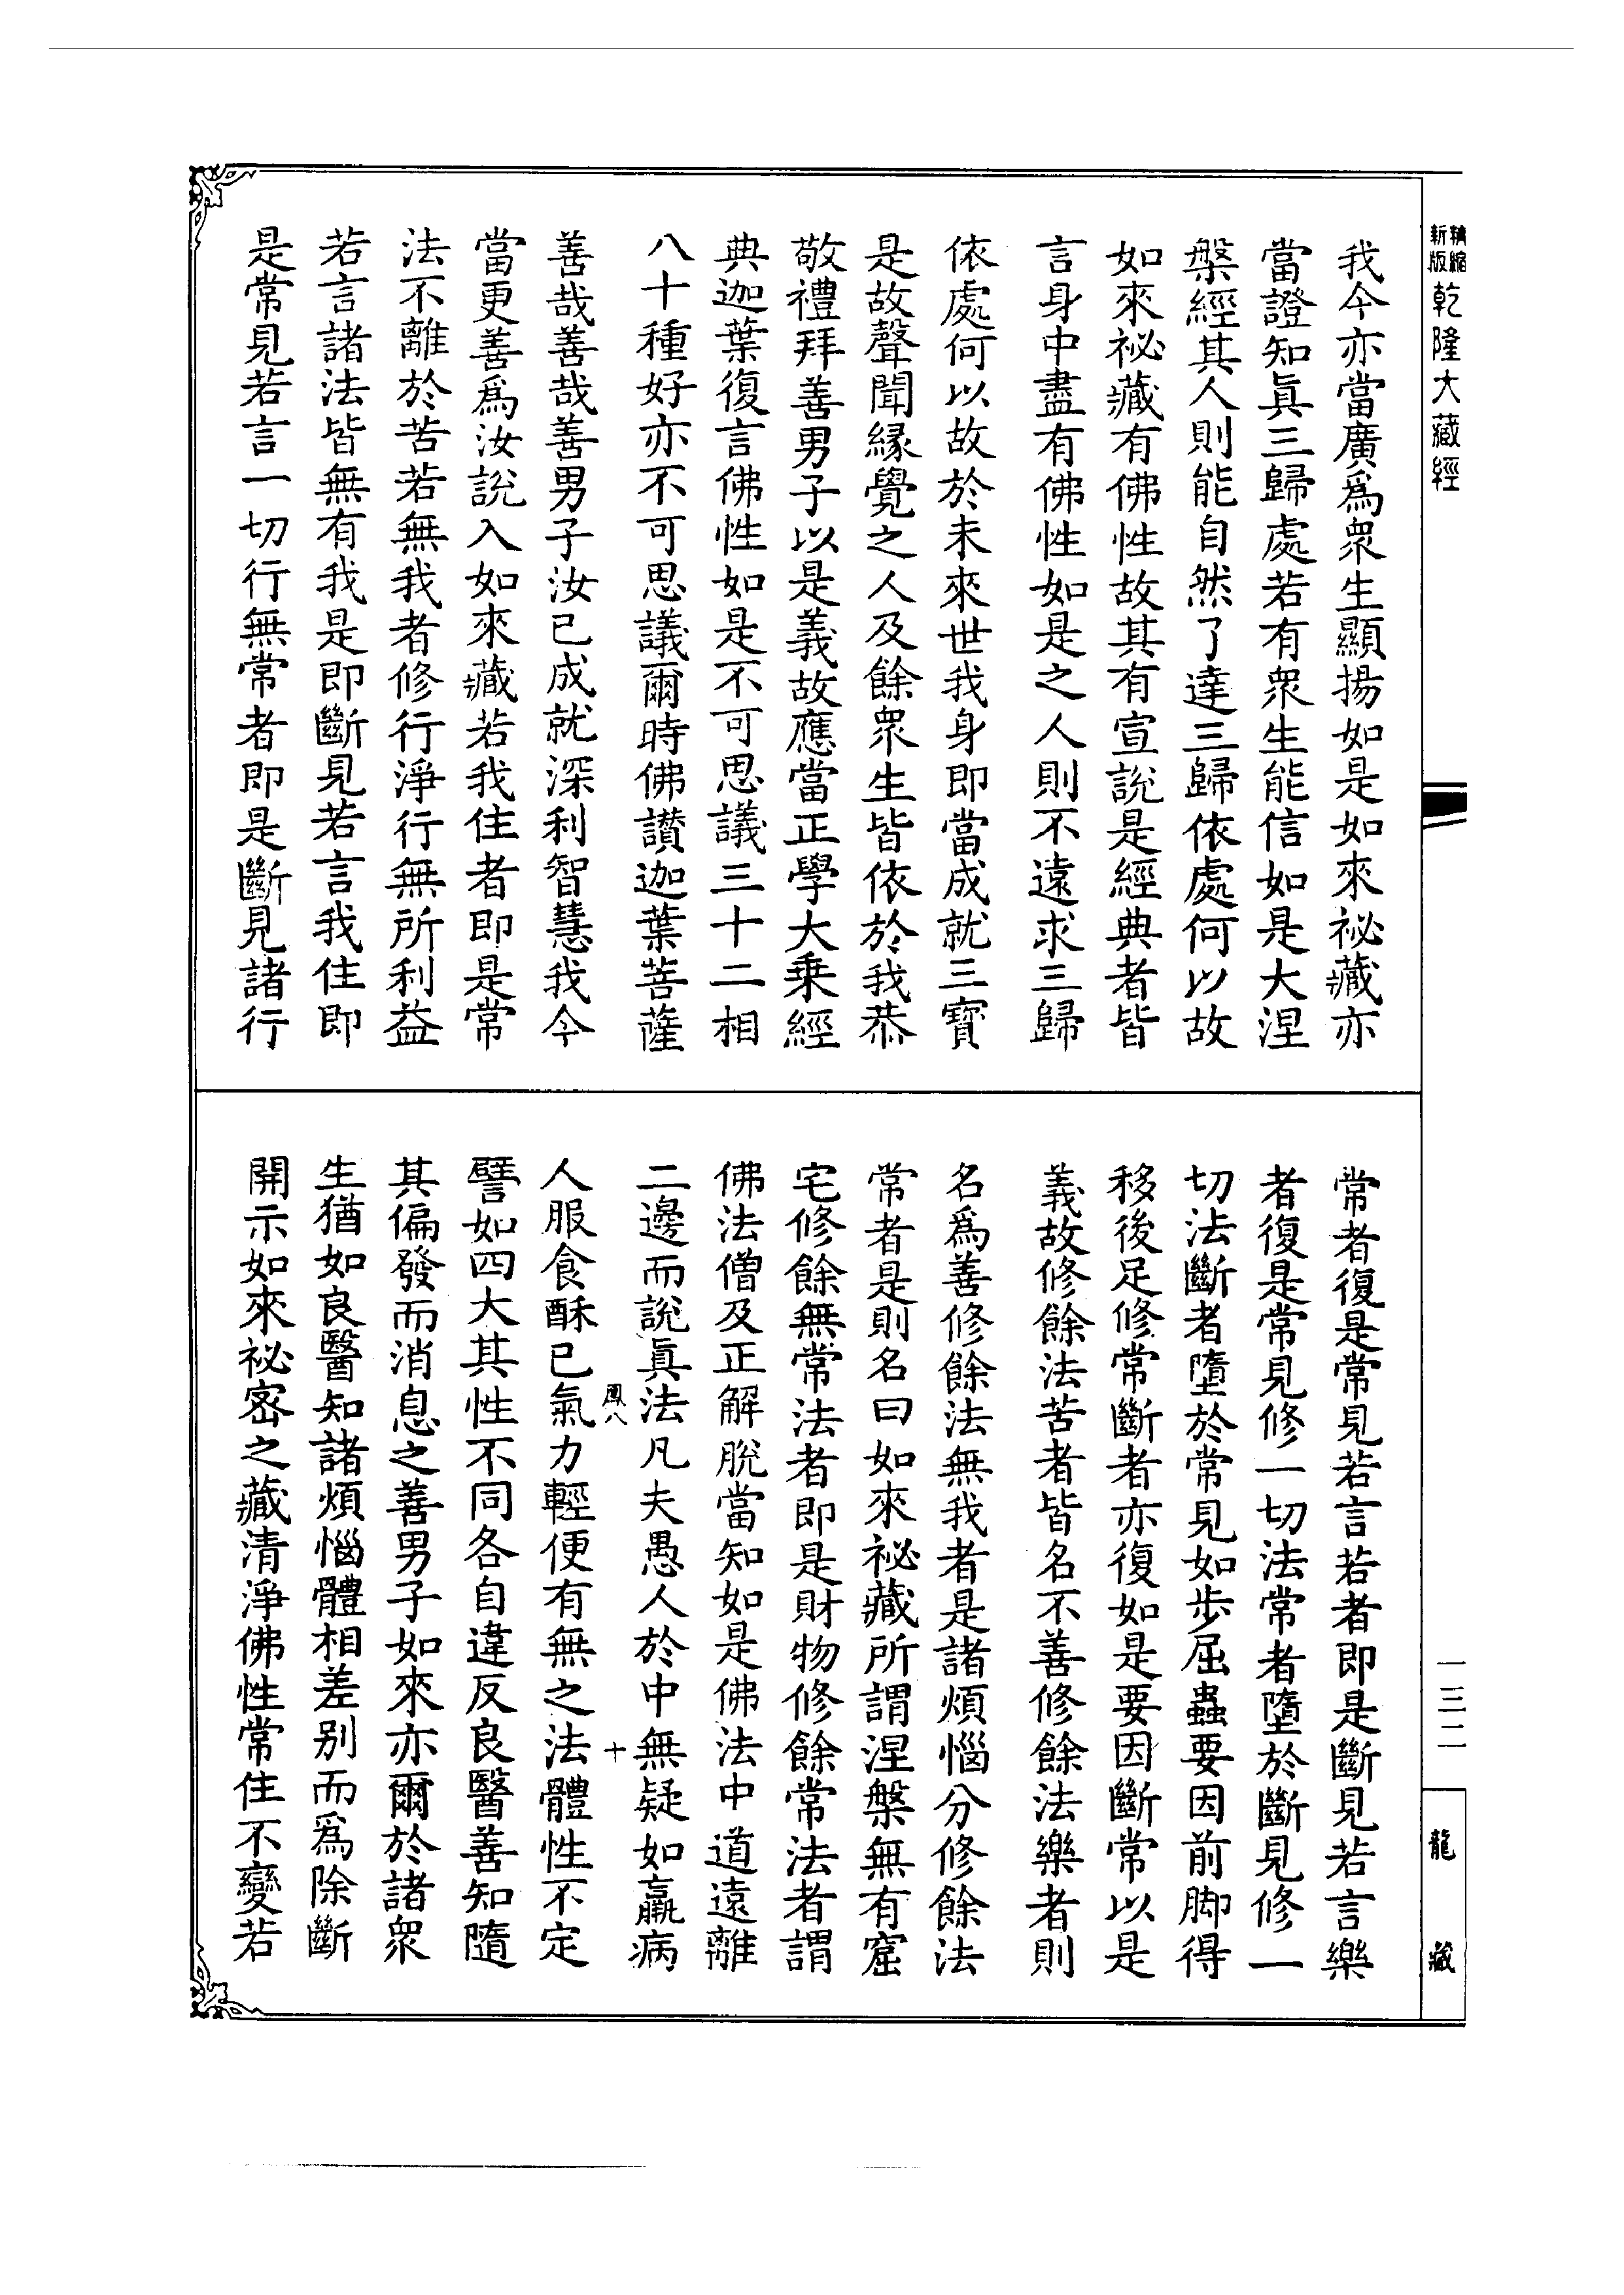 精縮新版乾隆大藏經
我今亦當廣爲衆生顯揚如是如來祕藏亦
當證知眞三歸處若有衆生能信如是大涅
槃經其人則能自然了達三歸依處何以故
如來祕藏有佛性故其有宣說是經典者皆
言身中盡有佛性如是之人則不遠求三歸
依處何以故於未來世我身即當成就三寶
是故聲聞緣覺之人及餘衆生皆依於我恭
敬禮拜善男子以是義故應當正學大乗經
典迦葉復言佛性如是不可思議三十二相
八十種好亦不可思議爾時佛讚迦葉菩薩
善哉善哉善男子汝已成就深利智慧我今
當更善爲汝說入如來藏若我住者即是常
法不離於苦若無我者修行淨行無所利益
若言諸法皆無有我是即斷見若言我住即
是常見若言一切行無常者即是斷見諸行
常者復是常見若言若者即是斷見若言樂
者復是常見修一切法常者墮於斷見修一
切法斷者墮於常見如步屈蟲要因前脚得
移後足修常斷者亦復如是要因斷常以是
義故修餘法苦者皆名不善修餘法樂者則
名爲善修餘法無我者是諸煩惱分修餘法
常者是則名曰如來祕藏所謂涅槃無有窟
宅修餘無常法者即是財物修餘常法者謂
佛法僧及正解脫當知如是佛法中道遠離
二邊而說眞法凡夫愚人於中無疑如羸病
鳳八 十
人服食酥已氣力輕便有無之法體性不定
譬如四大其性不同各自違反良醫善知隨
其偏發而消息之善男子如來亦爾於諸衆
生猶如良醫知諸煩惱體相差别而爲除斷
開示如來祕密之藏清淨佛性常住不變若
一三二
龍藏